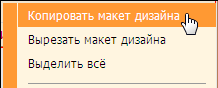 Копировать макет дизайна
Вырезать макет дизайна
Выделить всё